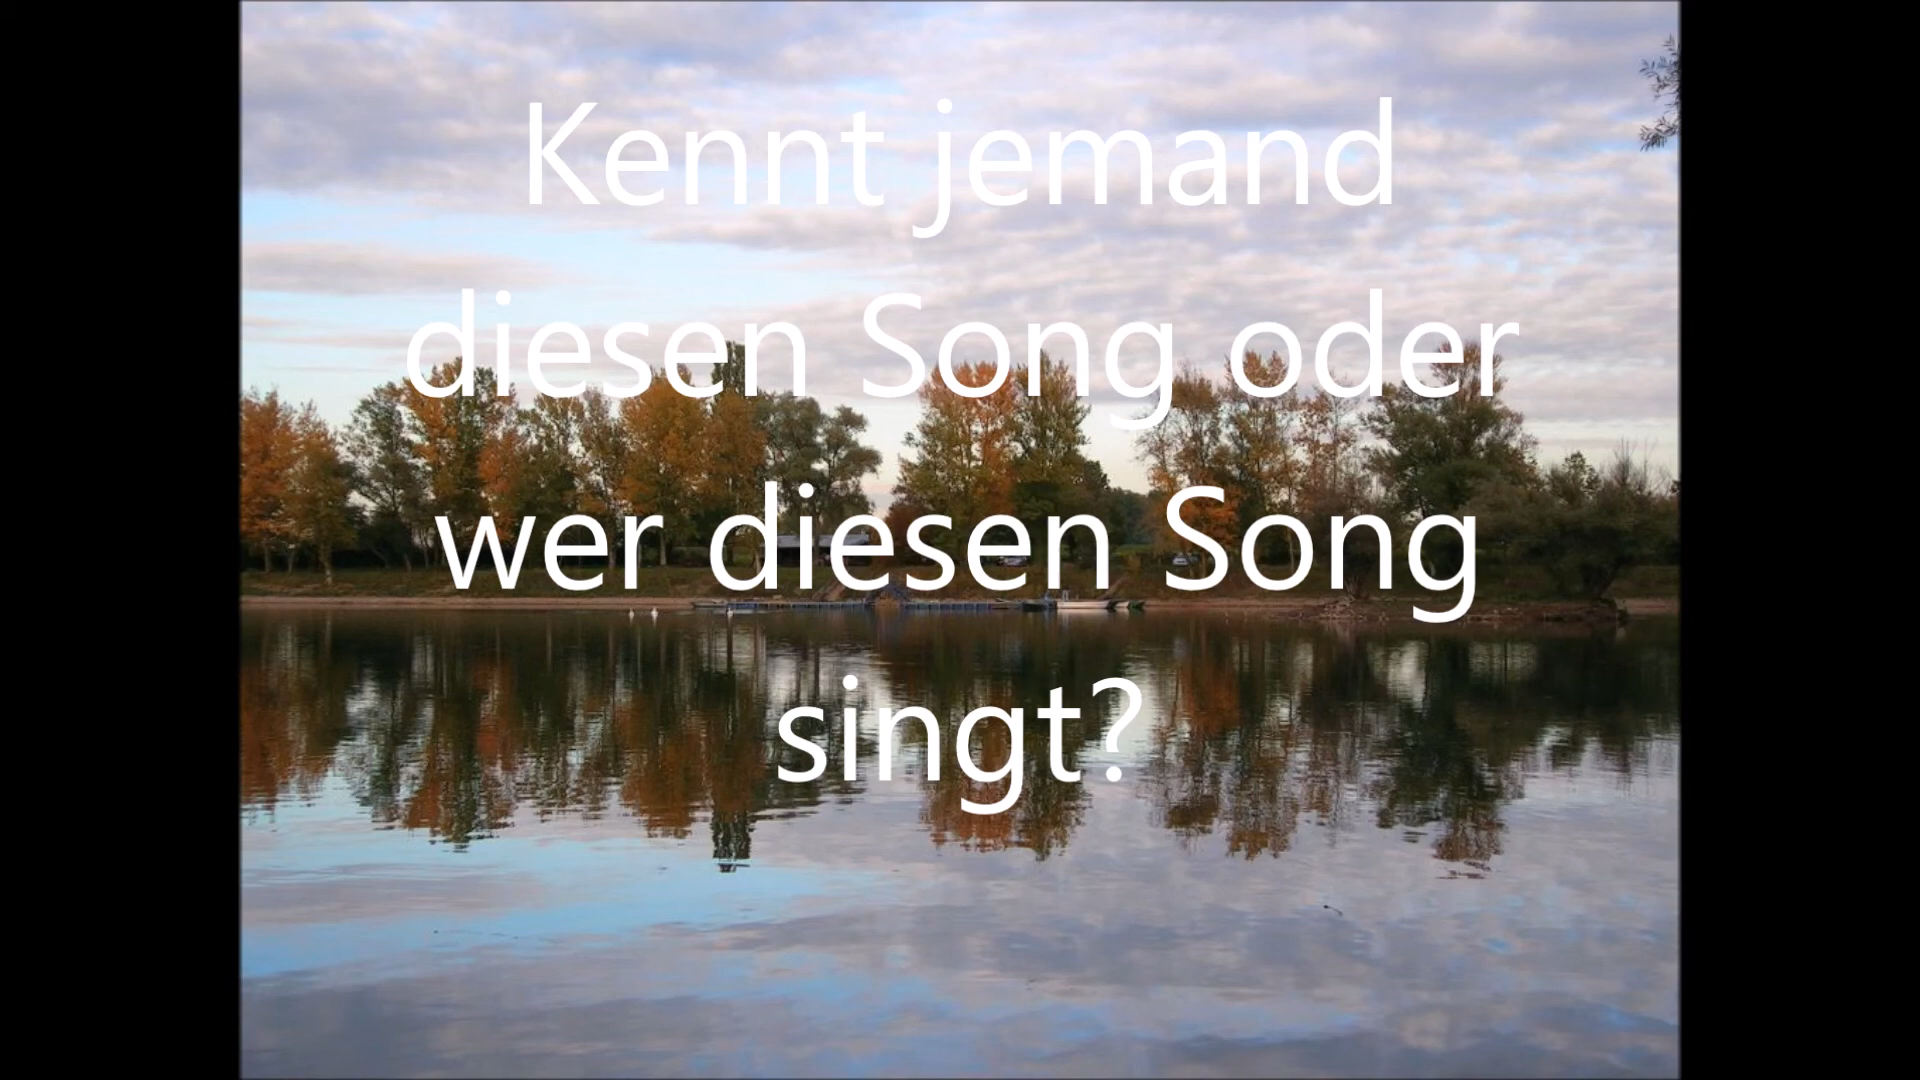 Kennt jemand
diesen Song oder
wer diesen Song
singt?